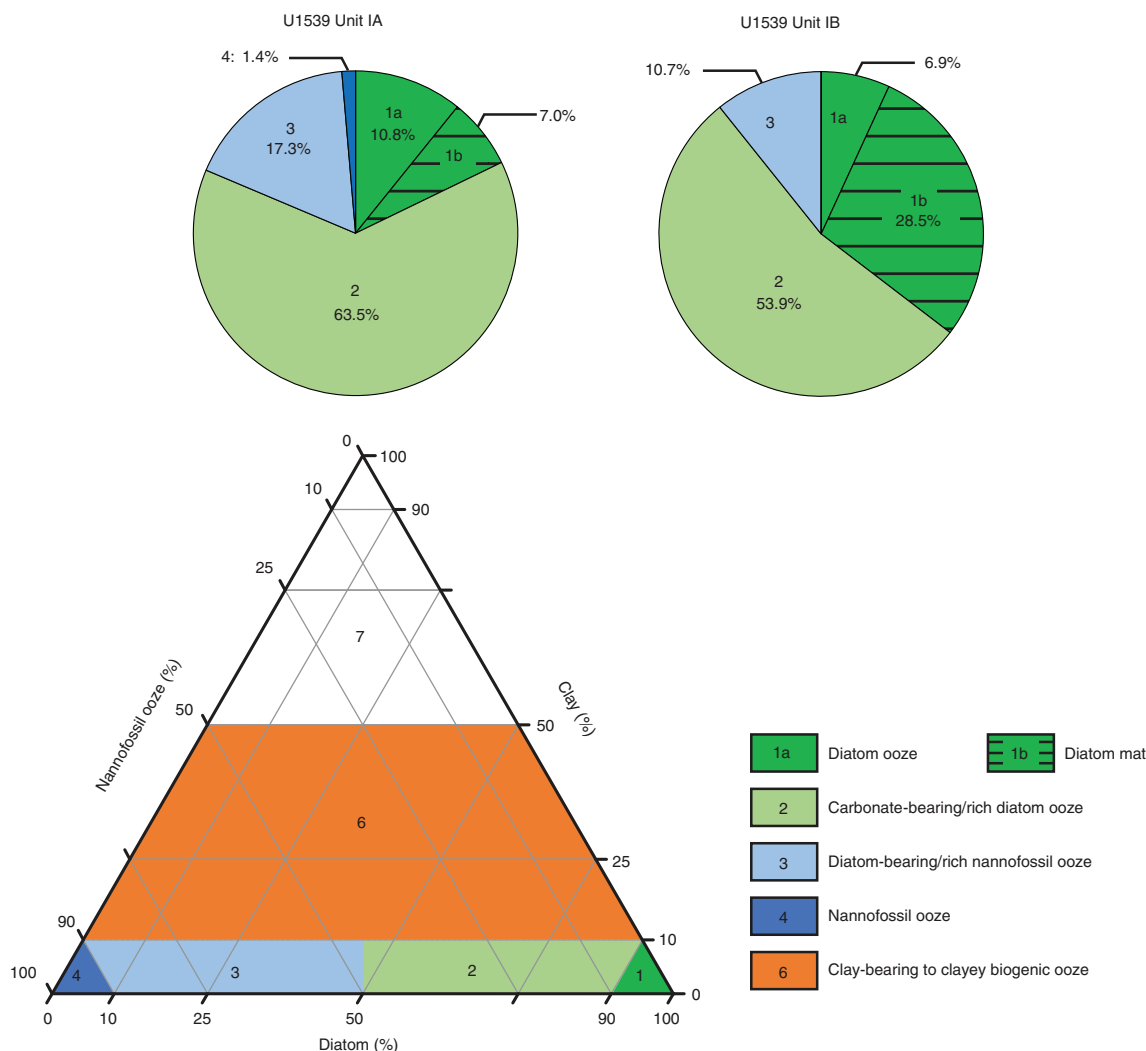 U1539 Unit IA
4: 1.4%
1a
10.8%
7.0%
1b
3
17.3%
2
63.5%
U1539 Unit IB
10.7%
6.9%
3
1a
1b
28.5%
2
53.9%
0
100
10
90
25
7
50
50
Nannofossil ooze (%)
Clay (%)
6
25
90
10
100
4
3
2
1
0
0
10
25
50
90
100
Diatom (%)
1a
Diatom ooze
1b
Diatom mat
2
Carbonate-bearing/rich diatom ooze
3
Diatom-bearing/rich nannofossil ooze
4
Nannofossil ooze
6
Clay-bearing to clayey biogenic ooze